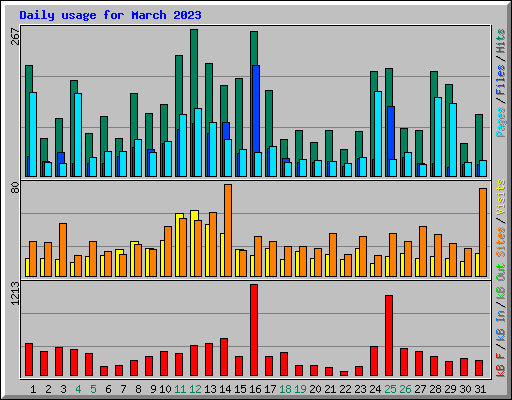 Daily usage for March 2023
267
80
1213
Pages / Files / Hits
Sites / Visits
kB F / kB In / kB Out
1 2 3 4 5 6 7 8 9 10 11 12 13 14 15 16 17 18 19 20 21 22 23 24 25 26 27 28 29 30 31